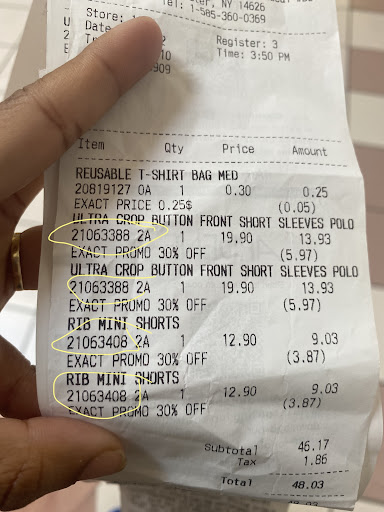 NY 14626
Tel: 1-585-360-0369
Store:
Register: 3
Date
Time: 3:50 PM
Item Qty Price Amount
REUSABLE T-SHIRT BAG MED
20819127 0A 1 0.30 0.25
EXACT PRICE 0.25$ (0.05)
ULTRA CROP BUTTON FRONT SHORT SLEEVES POLO
21063388 2A 1 19.90 13.93
EXACT PROMO 30% OFF (5.97)
ULTRA CROP BUTTON FRONT SHORT SLEEVES POLO
21063388 2A 1 19.90 13.93
EXACT PROMO 30% OFF (5.97)
RIB MINI SHORTS
21063408 2A 1 12.90 9.03
EXACT PROMO 30% OFF (3.87)
RIB MINI SHORTS
21063408 2A 1 12.90 9.03
EXACT PROMO 30% OFF (3.87)
Subtotal 46.17
Tax 1.86
Total 48.03